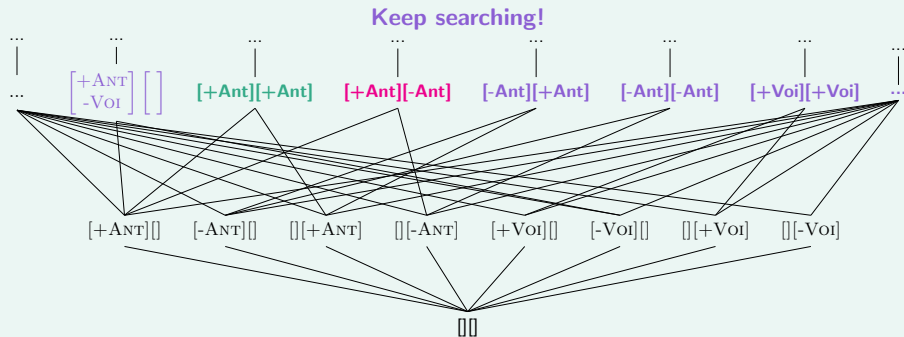 Keep searching!
... ... ... ... ... ... ... ...
... [+Ant -Voi][ ] [+Ant][+Ant] [+Ant][-Ant] [-Ant][+Ant] [-Ant][-Ant] [+Voi][+Voi] ...
[+Ant][] [-Ant][] [][+Ant] [][-Ant] [+Voi][] [-Voi][] [][+Voi] [][-Voi]
[][]